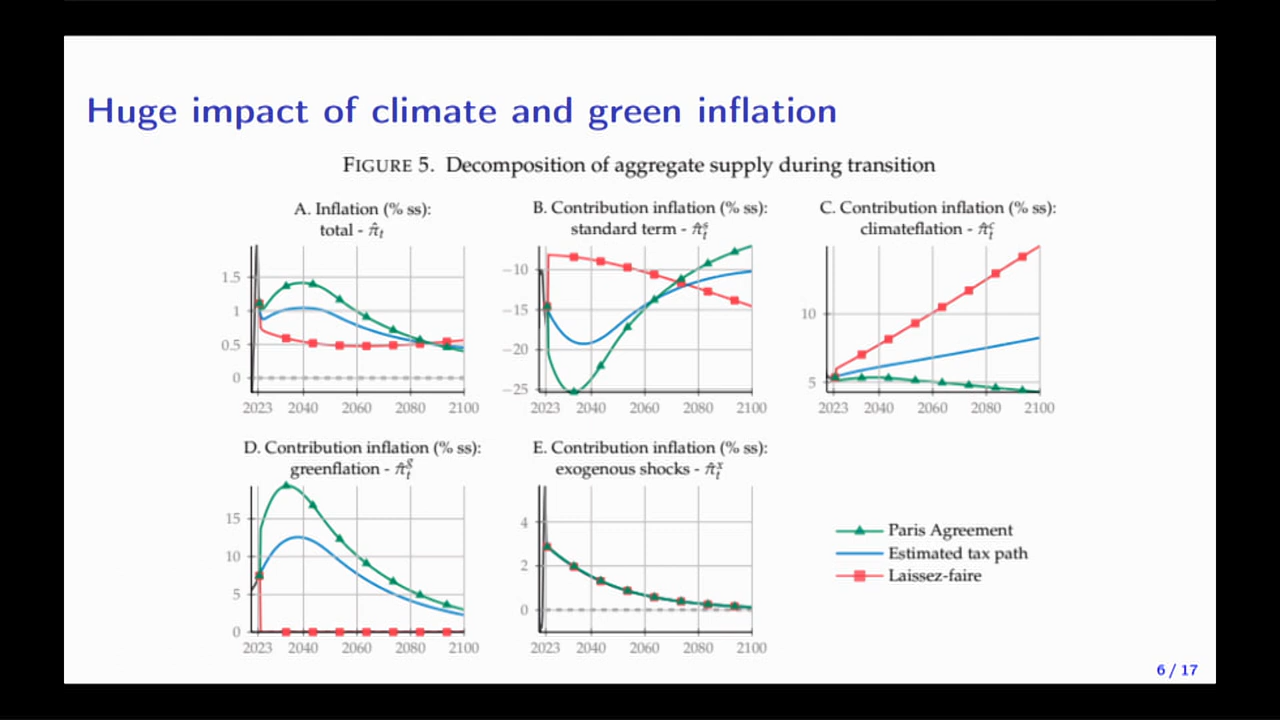 Huge impact of climate and green inflation
FIGURE 5. Decomposition of aggregate supply during transition
A. Inflation (% ss):
total - π̂ₜ
1.5
1
0.5
0
2023 2040 2060 2080 2100
B. Contribution inflation (% ss):
standard term - π̂ₜˢ
−10
−15
−20
−25
2023 2040 2060 2080 2100
C. Contribution inflation (% ss):
climateflation - π̂ₜᶜ
10
5
2023 2040 2060 2080 2100
D. Contribution inflation (% ss):
greenflation - π̂ₜᵍ
15
10
5
0
2023 2040 2060 2080 2100
E. Contribution inflation (% ss):
exogenous shocks - π̂ₜˣ
4
2
0
2023 2040 2060 2080 2100
Paris Agreement
Estimated tax path
Laissez-faire
6 / 17